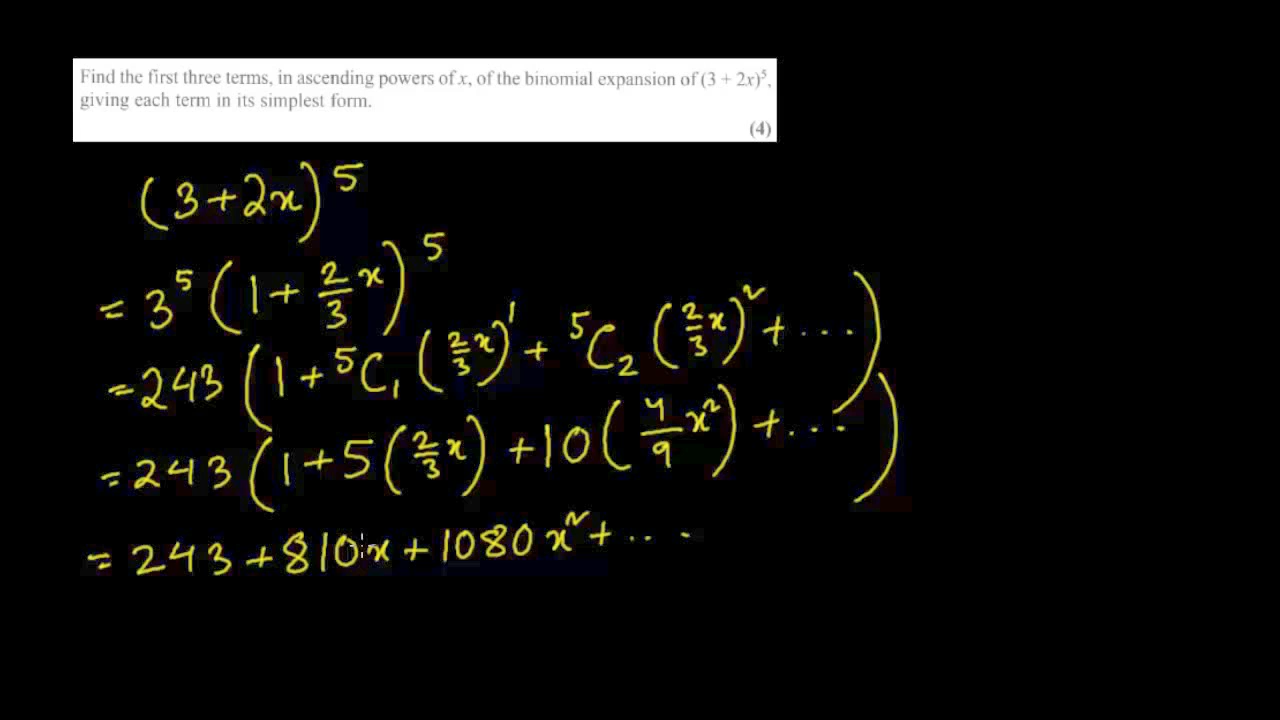 Find the first three terms, in ascending powers of x, of the binomial expansion of (3 + 2x)⁵,
giving each term in its simplest form.
(4)
(3+2x)⁵
= 3⁵ (1 + 2/3 x)⁵
= 243 (1 + ⁵C₁ (2/3 x)¹ + ⁵C₂ (2/3 x)² + ...)
= 243 (1 + 5 (2/3 x) + 10 (4/9 x²) + ...)
= 243 + 810x + 1080x² + ...